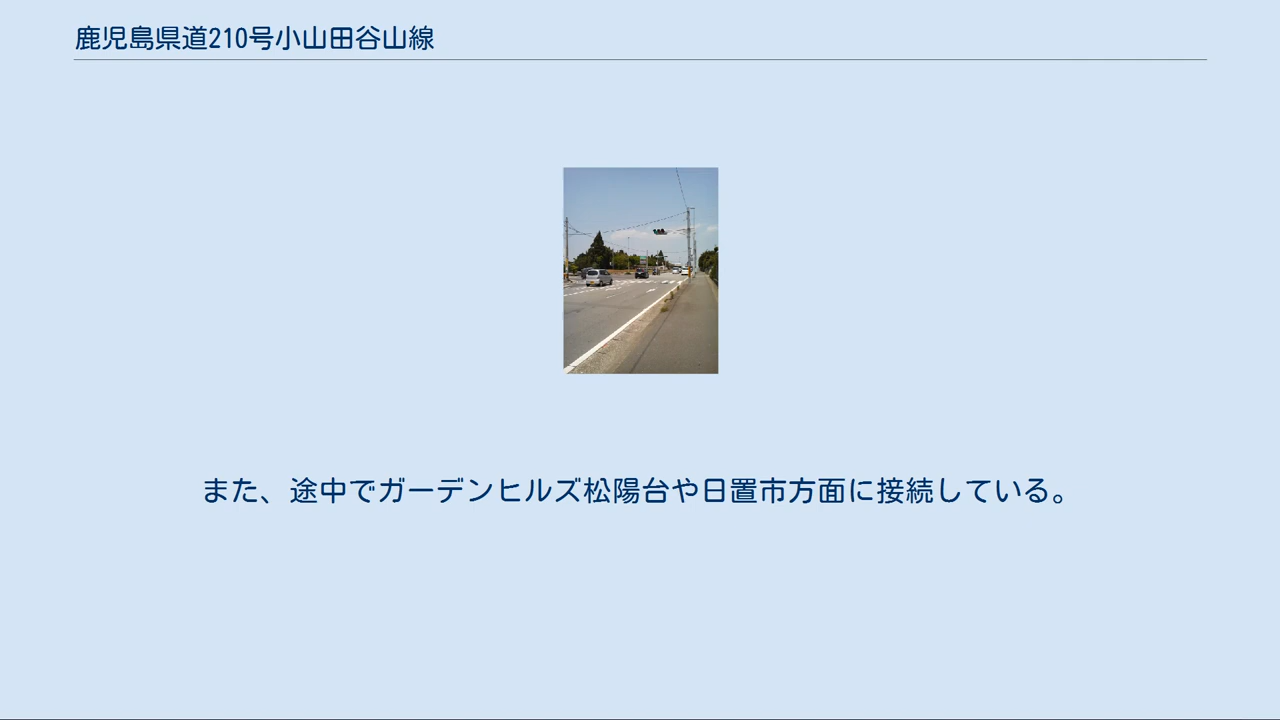 鹿児島県道210号小山田谷山線
また、途中でガーデンヒルズ松陽台や日置市方面に接続している。